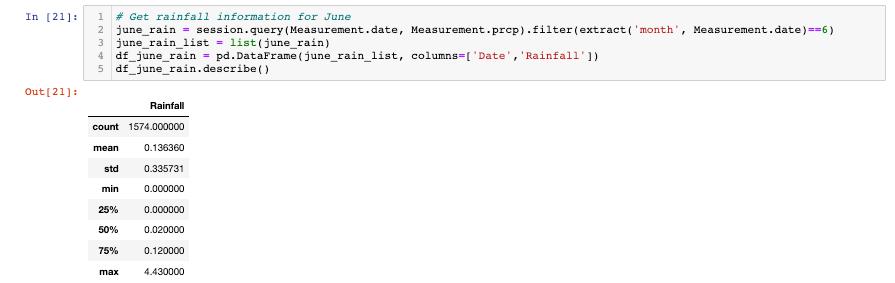 In [21]:
1 # Get rainfall information for June
2 june_rain = session.query(Measurement.date, Measurement.prcp).filter(extract('month', Measurement.date)==6)
3 june_rain_list = list(june_rain)
4 df_june_rain = pd.DataFrame(june_rain_list, columns=['Date','Rainfall'])
5 df_june_rain.describe()
Out[21]:
Rainfall
count 1574.000000
mean 0.136360
std 0.335731
min 0.000000
25% 0.000000
50% 0.020000
75% 0.120000
max 4.430000